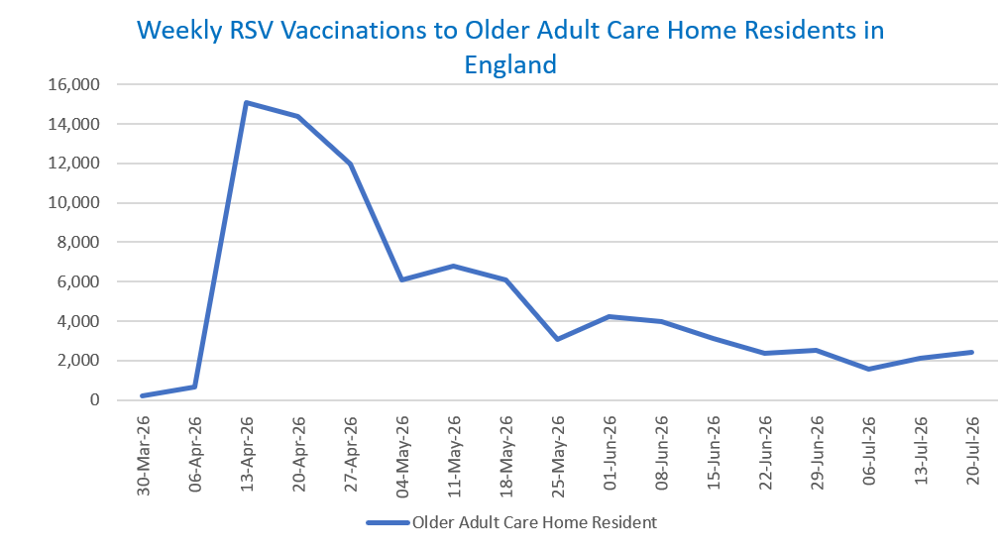 Weekly RSV Vaccinations to Older Adult Care Home Residents in
England
16,000
14,000
12,000
10,000
8,000
6,000
4,000
2,000
0
30-Mar-26
06-Apr-26
13-Apr-26
20-Apr-26
27-Apr-26
04-May-26
11-May-26
18-May-26
25-May-26
01-Jun-26
08-Jun-26
15-Jun-26
22-Jun-26
29-Jun-26
06-Jul-26
13-Jul-26
20-Jul-26
Older Adult Care Home Resident